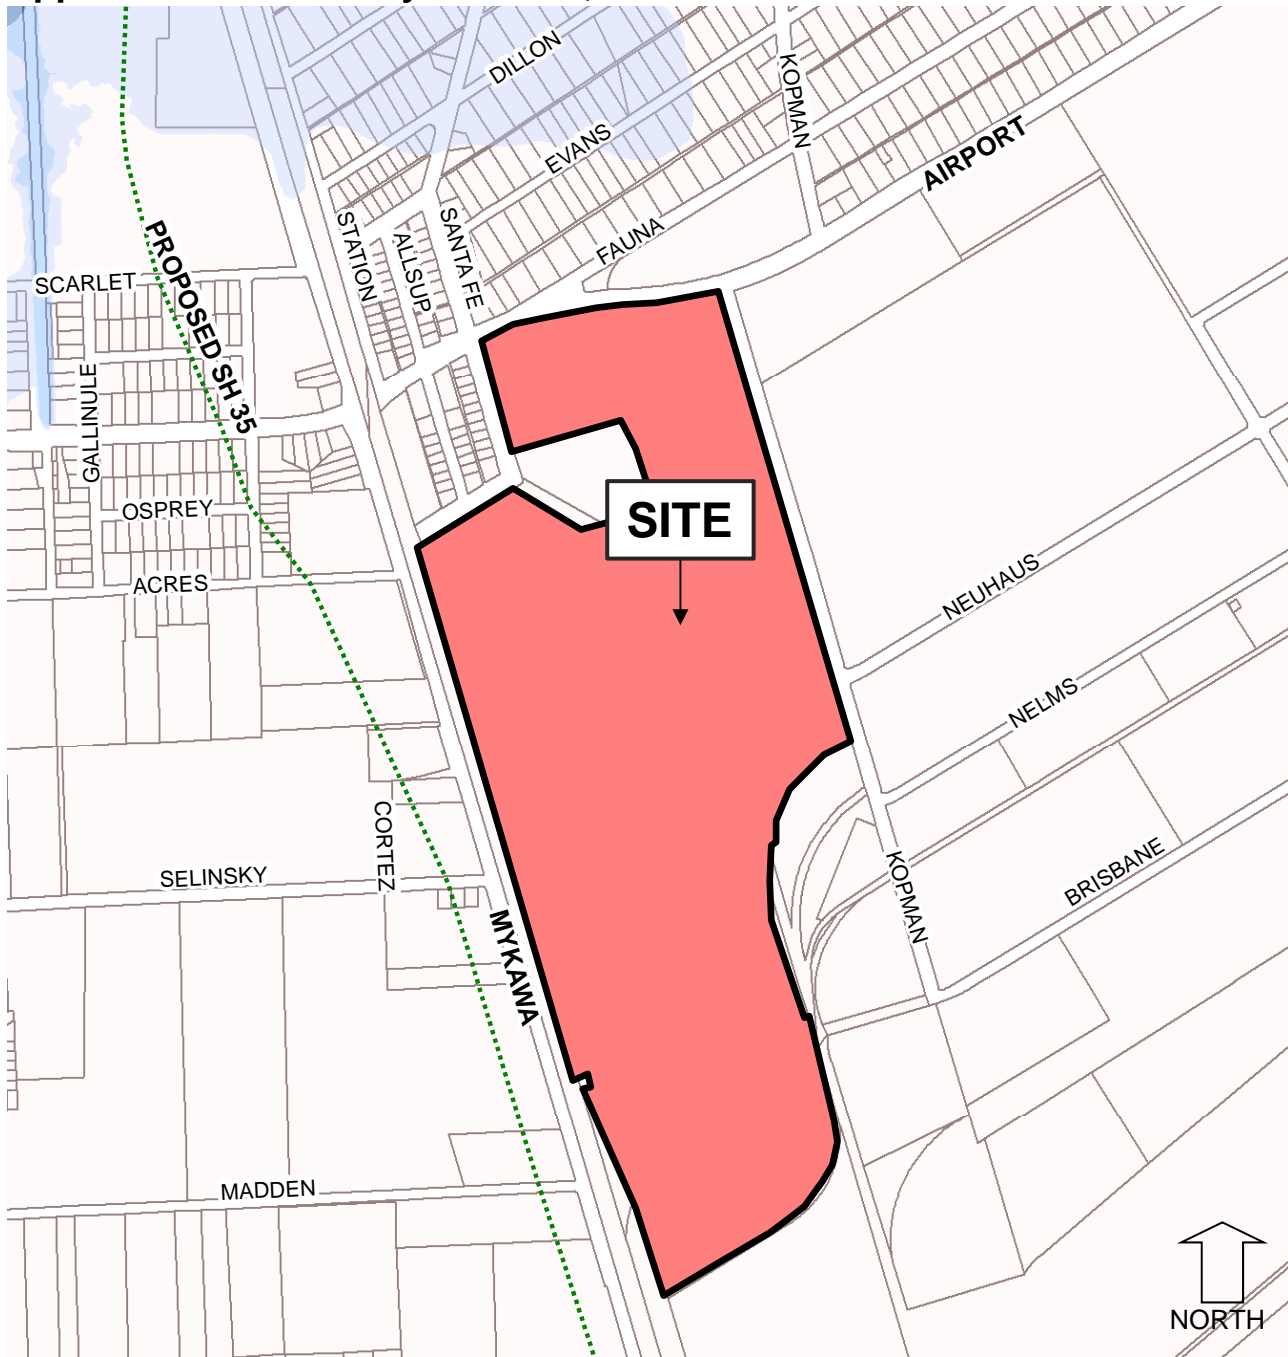 DILLON
KOPMAN
EVANS
AIRPORT
STATION
ALLSUP
SANTA FE
FAUNA
PROPOSED SH 35
SCARLET
GALLINULE
OSPREY
SITE
ACRES
NEUHAUS
NELMS
CORTEZ
SELINSKY
KOPMAN
BRISBANE
MYKAWA
MADDEN
NORTH